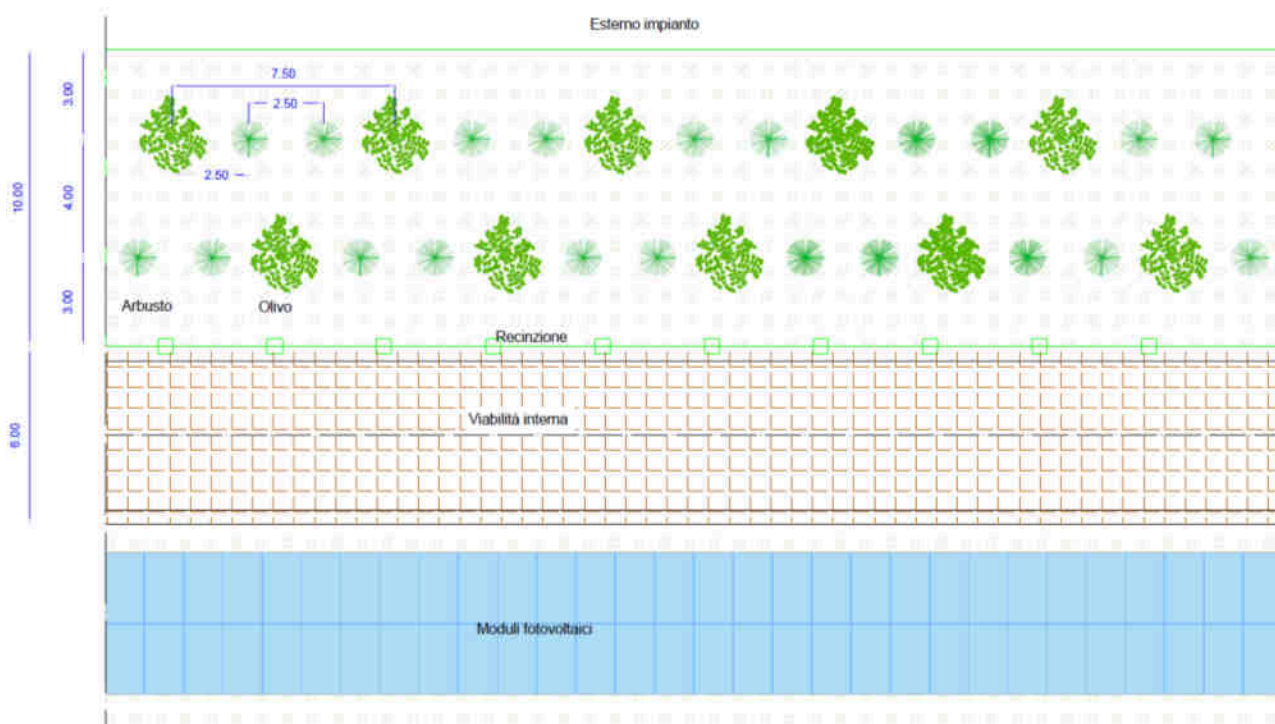 Esterno impianto
7.50
2.50
2.50
3.00
10.00
4.00
3.00
Arbusto
Olivo
Recinzione
Viabilità interna
6.00
Moduli fotovoltaici